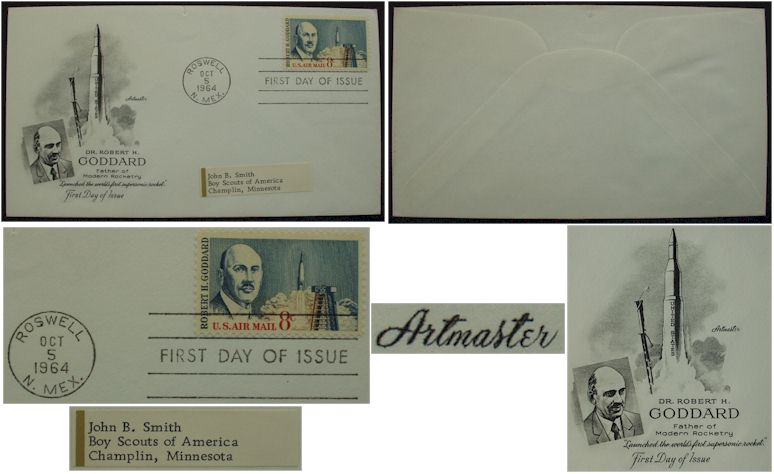 ROSWELL
OCT
5
1964
N. MEX.
ROBERT H. GODDARD
U.S. AIR MAIL 8¢
FIRST DAY OF ISSUE
Artmaster
DR. ROBERT H.
GODDARD
Father of
Modern Rocketry
"Launched the world's first supersonic rocket."
First Day of Issue
John B. Smith
Boy Scouts of America
Champlin, Minnesota
ROSWELL
OCT
5
1964
N. MEX.
ROBERT H. GODDARD
U.S. AIR MAIL 8¢
FIRST DAY OF ISSUE
John B. Smith
Boy Scouts of America
Champlin, Minnesota
Artmaster
Artmaster
DR. ROBERT H.
GODDARD
Father of
Modern Rocketry
"Launched the world's first supersonic rocket."
First Day of Issue